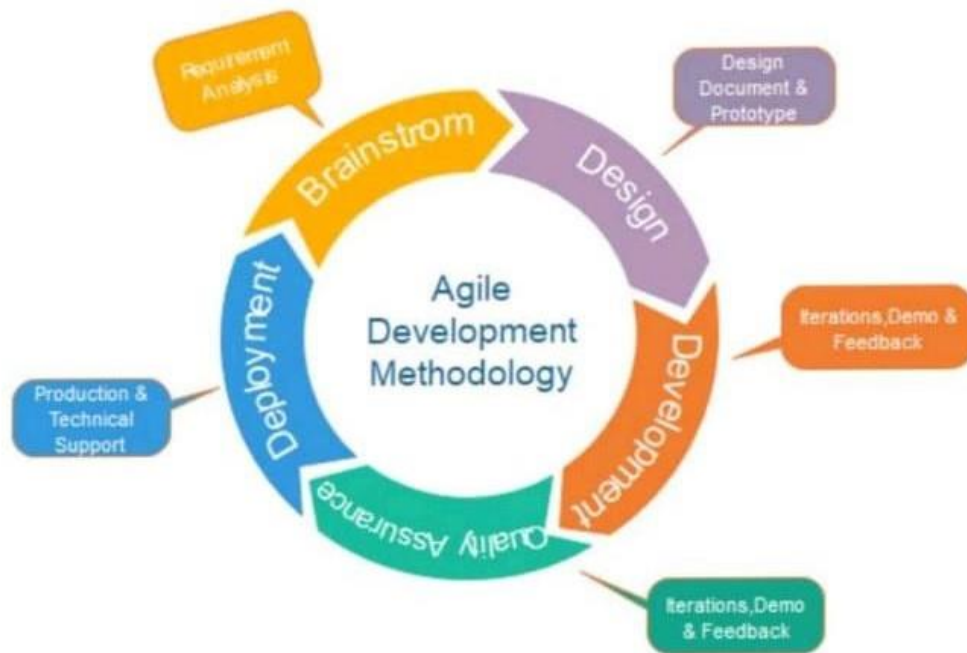 Requirement
Analysis
Brainstrom
Design
Document &
Prototype
Design
Iterations,Demo &
Feedback
Development
Agile
Development
Methodology
Production &
Technical
Support
Deployment
Quality Assurance
Iterations,Demo
& Feedback